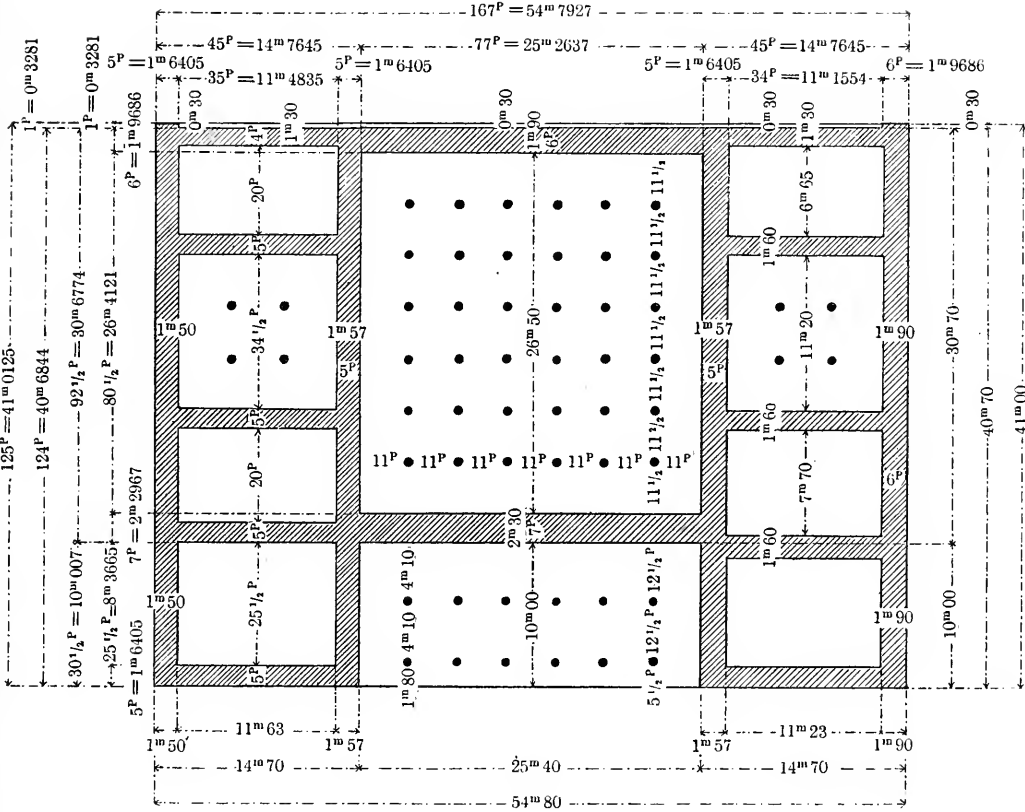 167ᴾ = 54ᵐ 7927
45ᴾ = 14ᵐ 7645
77ᴾ = 25ᵐ 2637
45ᴾ = 14ᵐ 7645
5ᴾ = 1ᵐ 6405
5ᴾ = 1ᵐ 6405
5ᴾ = 1ᵐ 6405
6ᴾ = 1ᵐ 9686
35ᴾ = 11ᵐ 4835
34ᴾ = 11ᵐ 1554
1ᴾ = 0ᵐ 3281
1ᴾ = 0ᵐ 3281
6ᴾ = 1ᵐ 9686
0ᵐ 30
1ᵐ 30
0ᵐ 30
0ᵐ 30
1ᵐ 30
0ᵐ 30
4ᴾ
1ᵐ 90
6ᴾ
20ᴾ
11 1/2
6ᵐ 65
5ᴾ
11 1/2
1ᵐ 60
125ᴾ = 41ᵐ 0125
124ᴾ = 40ᵐ 6844
92 1/2ᴾ = 30ᵐ 6774
80 1/2ᴾ = 26ᵐ 4121
1ᵐ 50
34 1/2ᴾ
1ᵐ 57
5ᴾ
26ᵐ 50
11 1/2
11 1/2
11 1/2
11 1/2
11 1/2
1ᵐ 57
5ᴾ
11ᵐ 20
1ᵐ 90
30ᵐ 70
40ᵐ 70
41ᵐ 00
5ᴾ
1ᵐ 60
20ᴾ
11ᴾ 11ᴾ 11ᴾ 11ᴾ 11ᴾ 11ᴾ 11ᴾ
7ᵐ 70
6ᴾ
7ᴾ = 2ᵐ 2967
5ᴾ
2ᵐ 30
7ᴾ
1ᵐ 60
30 1/2ᴾ = 10ᵐ 007
25 1/2ᴾ = 8ᵐ 3665
1ᵐ 50
25 1/2ᴾ
4ᵐ 10
4ᵐ 10
10ᵐ 00
12 1/2ᴾ
12 1/2ᴾ
1ᵐ 90
10ᵐ 00
5ᴾ = 1ᵐ 6405
5ᴾ
1ᵐ 80
5 1/2ᴾ
11ᵐ 63
11ᵐ 23
1ᵐ 50
1ᵐ 57
1ᵐ 57
1ᵐ 90
14ᵐ 70
25ᵐ 40
14ᵐ 70
54ᵐ 80